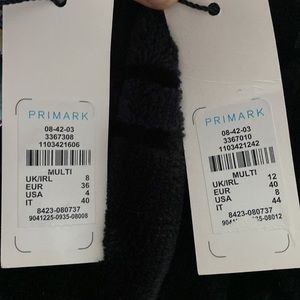 PRIMARK
08-42-03
3367308
1103421606
MULTI
UK/IRL 8
EUR 36
USA 4
IT 40
8423-080737
9041225-0935-08008
PRIMARK
08-42-03
3367010
1103421242
MULTI
UK/IRL 12
EUR 40
USA 8
IT 44
8423-080737